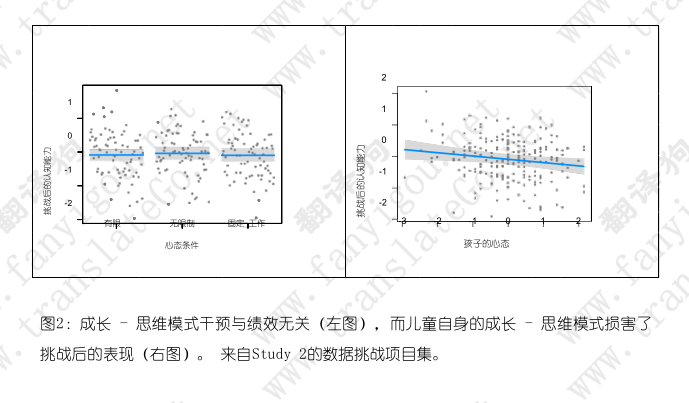 1
0
-1
-2
挑战后的认知能力
有限 无限制 固定-工作
心态条件
2
1
0
-1
-2
挑战后的认知能力
-3 -2 -1 0 1 2
孩子的心态
图2: 成长 - 思维模式干预与绩效无关（左图），而儿童自身的成长 - 思维模式损害了
挑战后的表现（右图）。 来自Study 2的数据挑战项目集。